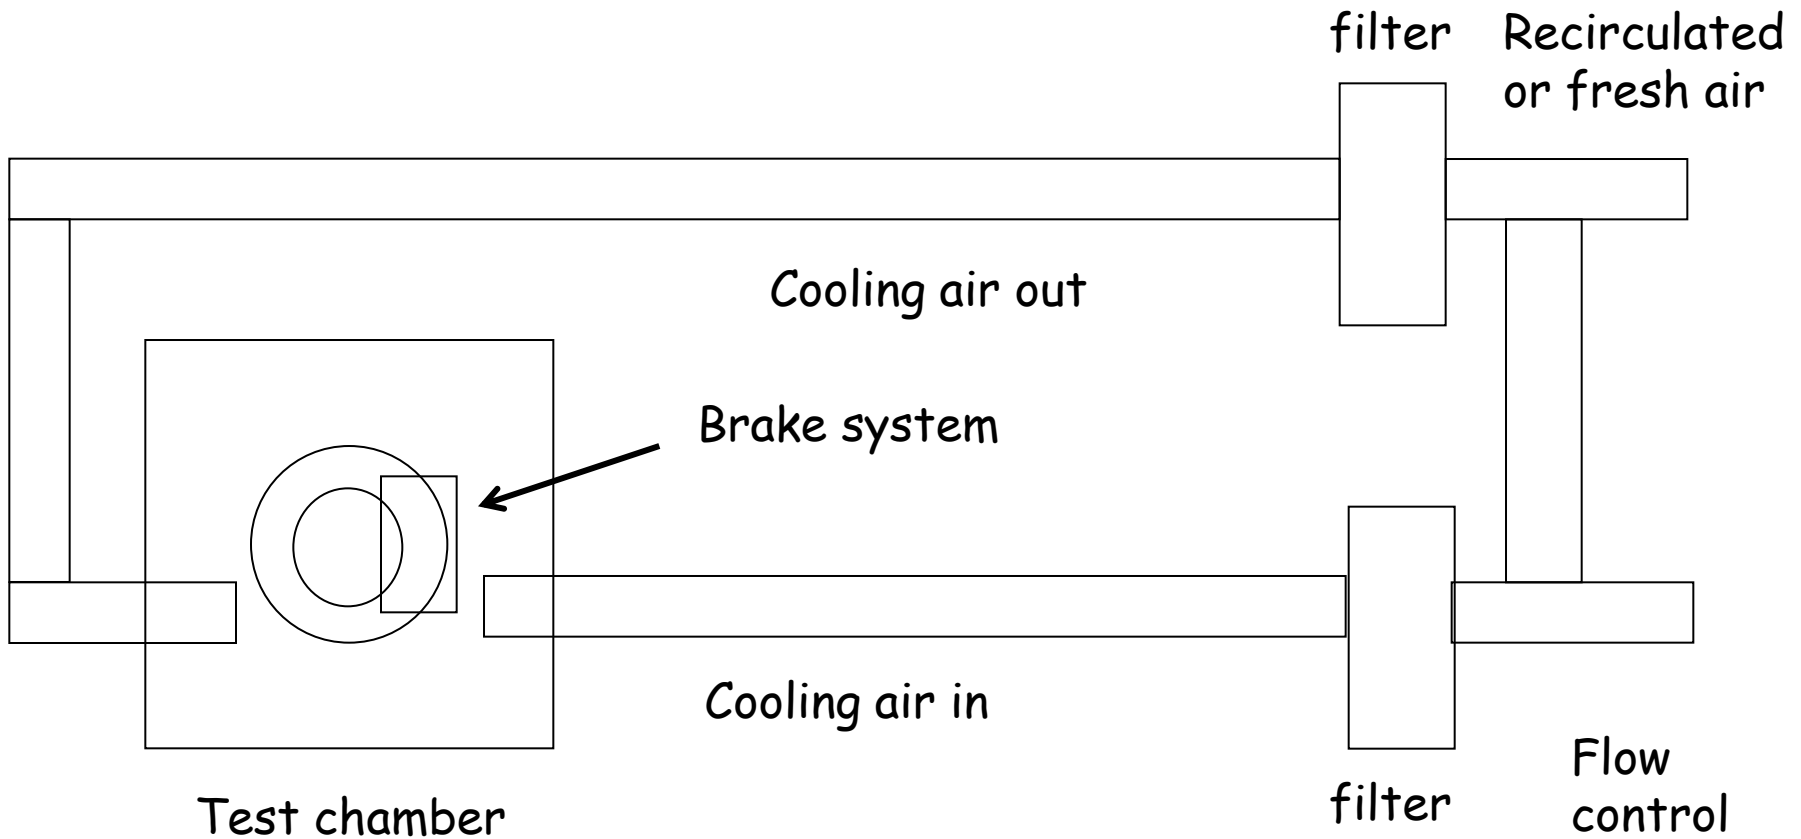 filter
Recirculated
or fresh air
Cooling air out
Brake system
Cooling air in
Test chamber
filter
Flow
control